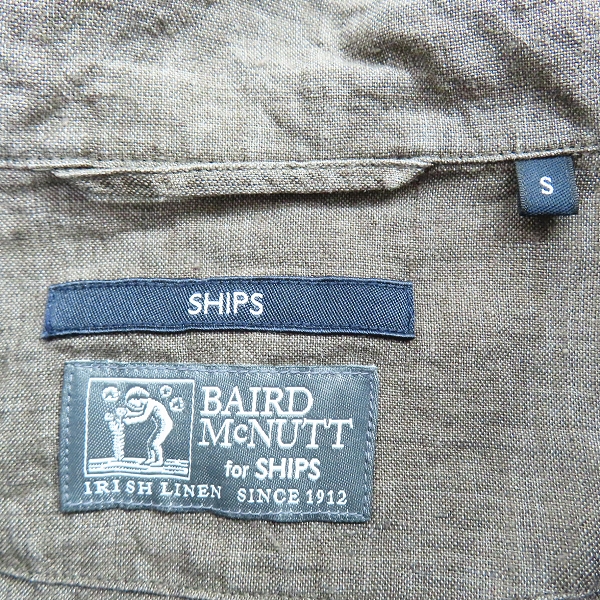 S
SHIPS
BAIRD
McNUTT
for SHIPS
IRISH LINEN SINCE 1912